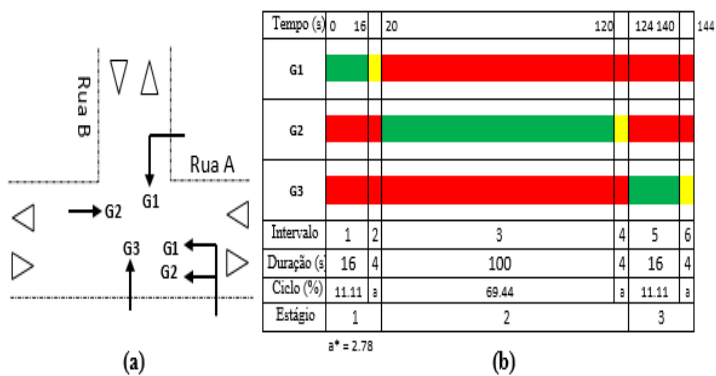 Rua B
Rua A
G1
G2
G3
G1
G2
(a)
Tempo (s) 0 16 20 120 124 140 144
G1
G2
G3
Intervalo 1 2 3 4 5 6
Duração (s) 16 4 100 4 16 4
Ciclo (%) 11.11 a 69.44 a 11.11 a
Estágio 1 2 3
a* = 2.78
(b)